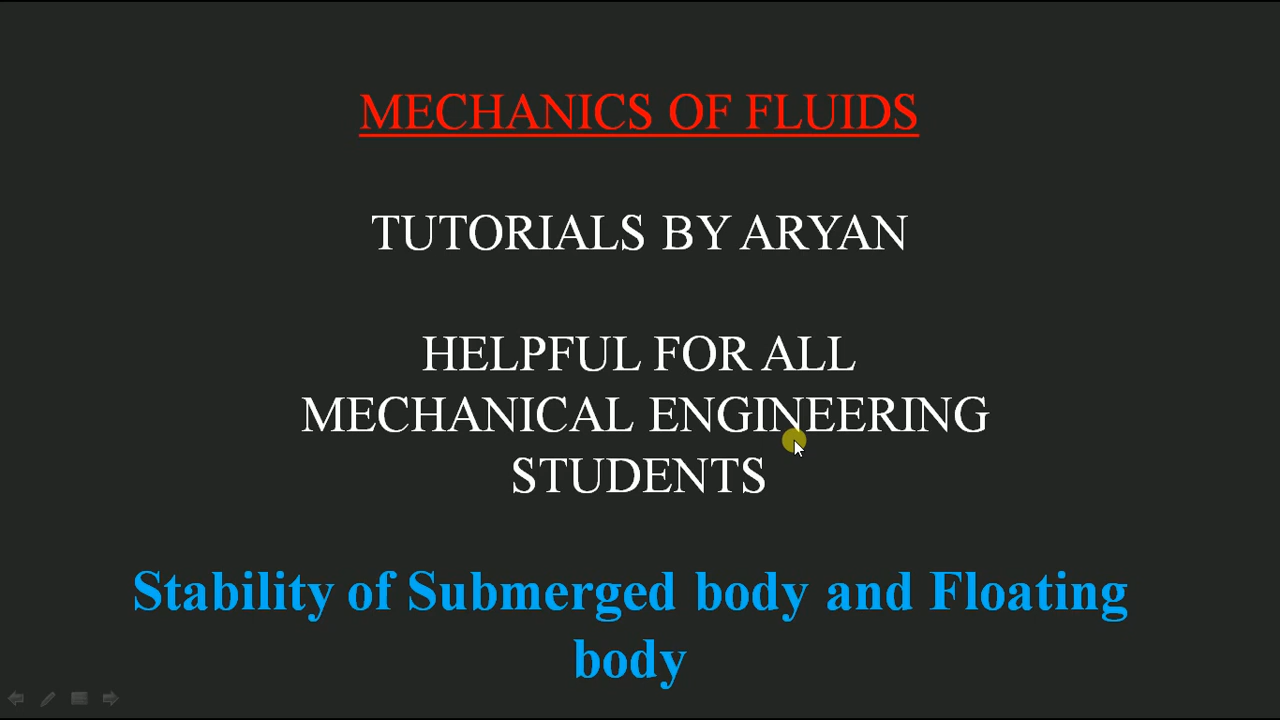 MECHANICS OF FLUIDS
TUTORIALS BY ARYAN
HELPFUL FOR ALL
MECHANICAL ENGINEERING
STUDENTS
Stability of Submerged body and Floating
body